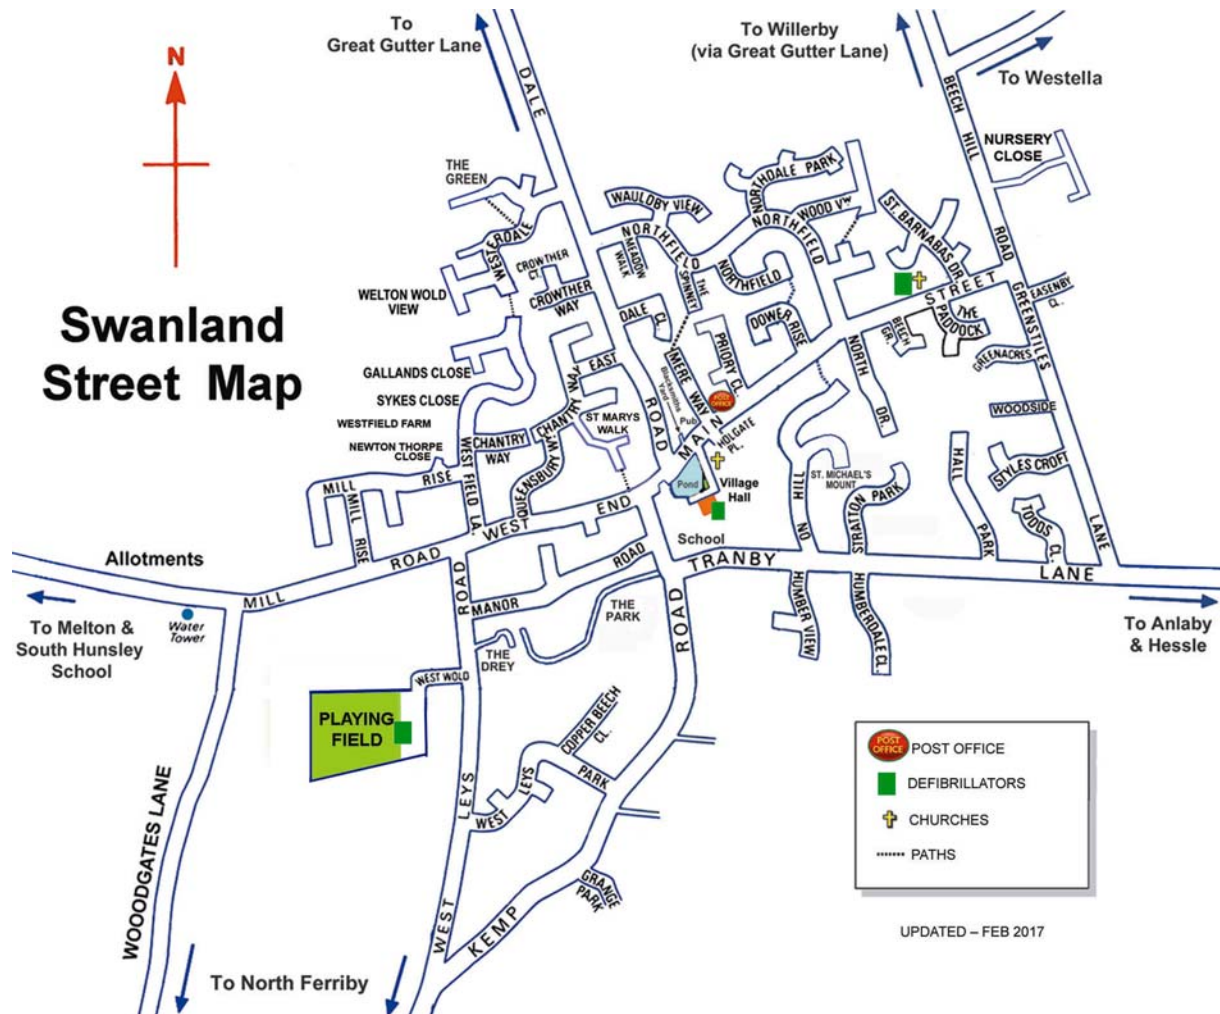 To
Great Gutter Lane
To Willerby
(via Great Gutter Lane)
To Westella
N
Swanland
Street Map
DALE
ROAD
BEECH
HILL
ROAD
NURSERY
CLOSE
THE
GREEN
WESTERDALE
CROWTHER
CT.
CROWTHER
WAY
WELTON WOLD
VIEW
GALLANDS CLOSE
SYKES CLOSE
WESTFIELD FARM
NEWTON THORPE
CLOSE
WAULDBY VIEW
NORTHFIELD
MEADOW
WALK
THE
SPINNEY
NORTHFIELD
NORTHDALE PARK
NORTHFIELD
WOOD VW
ST. BARNABAS DR.
STREET
EASENBY
CL.
GREENSTILES
LANE
THE
PADDOCK
BEECH
GR.
GREENACRES
WOODSIDE
DALE
CL.
DOWER RISE
PRIORY CL.
MERE WAY
Blacksmiths
Yard
POST
OFFICE
Pub
MAIN
HOLGATE
PL.
NORTH
DR.
EAST
CHANTRY WAY
ST MARYS
WALK
CHANTRY
WAY
QUEENSBURY W.
WEST FIELD LA.
MILL
RISE
MILL
RISE
WEST
END
Pond
Village
Hall
School
HILL
NO
ST. MICHAEL'S
MOUNT
STRATTON PARK
HALL
PARK
STYLES CROFT
TODDS
CL.
Allotments
MILL
ROAD
ROAD
MANOR
ROAD
TRANBY
LANE
To Melton &
South Hunsley
School
Water
Tower
THE
PARK
THE
DREY
ROAD
HUMBER VIEW
HUMBERDALE CL.
To Anlaby
& Hessle
WEST WOLD
PLAYING
FIELD
COPPER BEECH
CL.
PARK
WEST
LEYS
LEYS
WEST
KEMP
GRANGE
PARK
WOOODGATES LANE
To North Ferriby
POST
OFFICE
POST OFFICE
DEFIBRILLATORS
CHURCHES
PATHS
UPDATED – FEB 2017